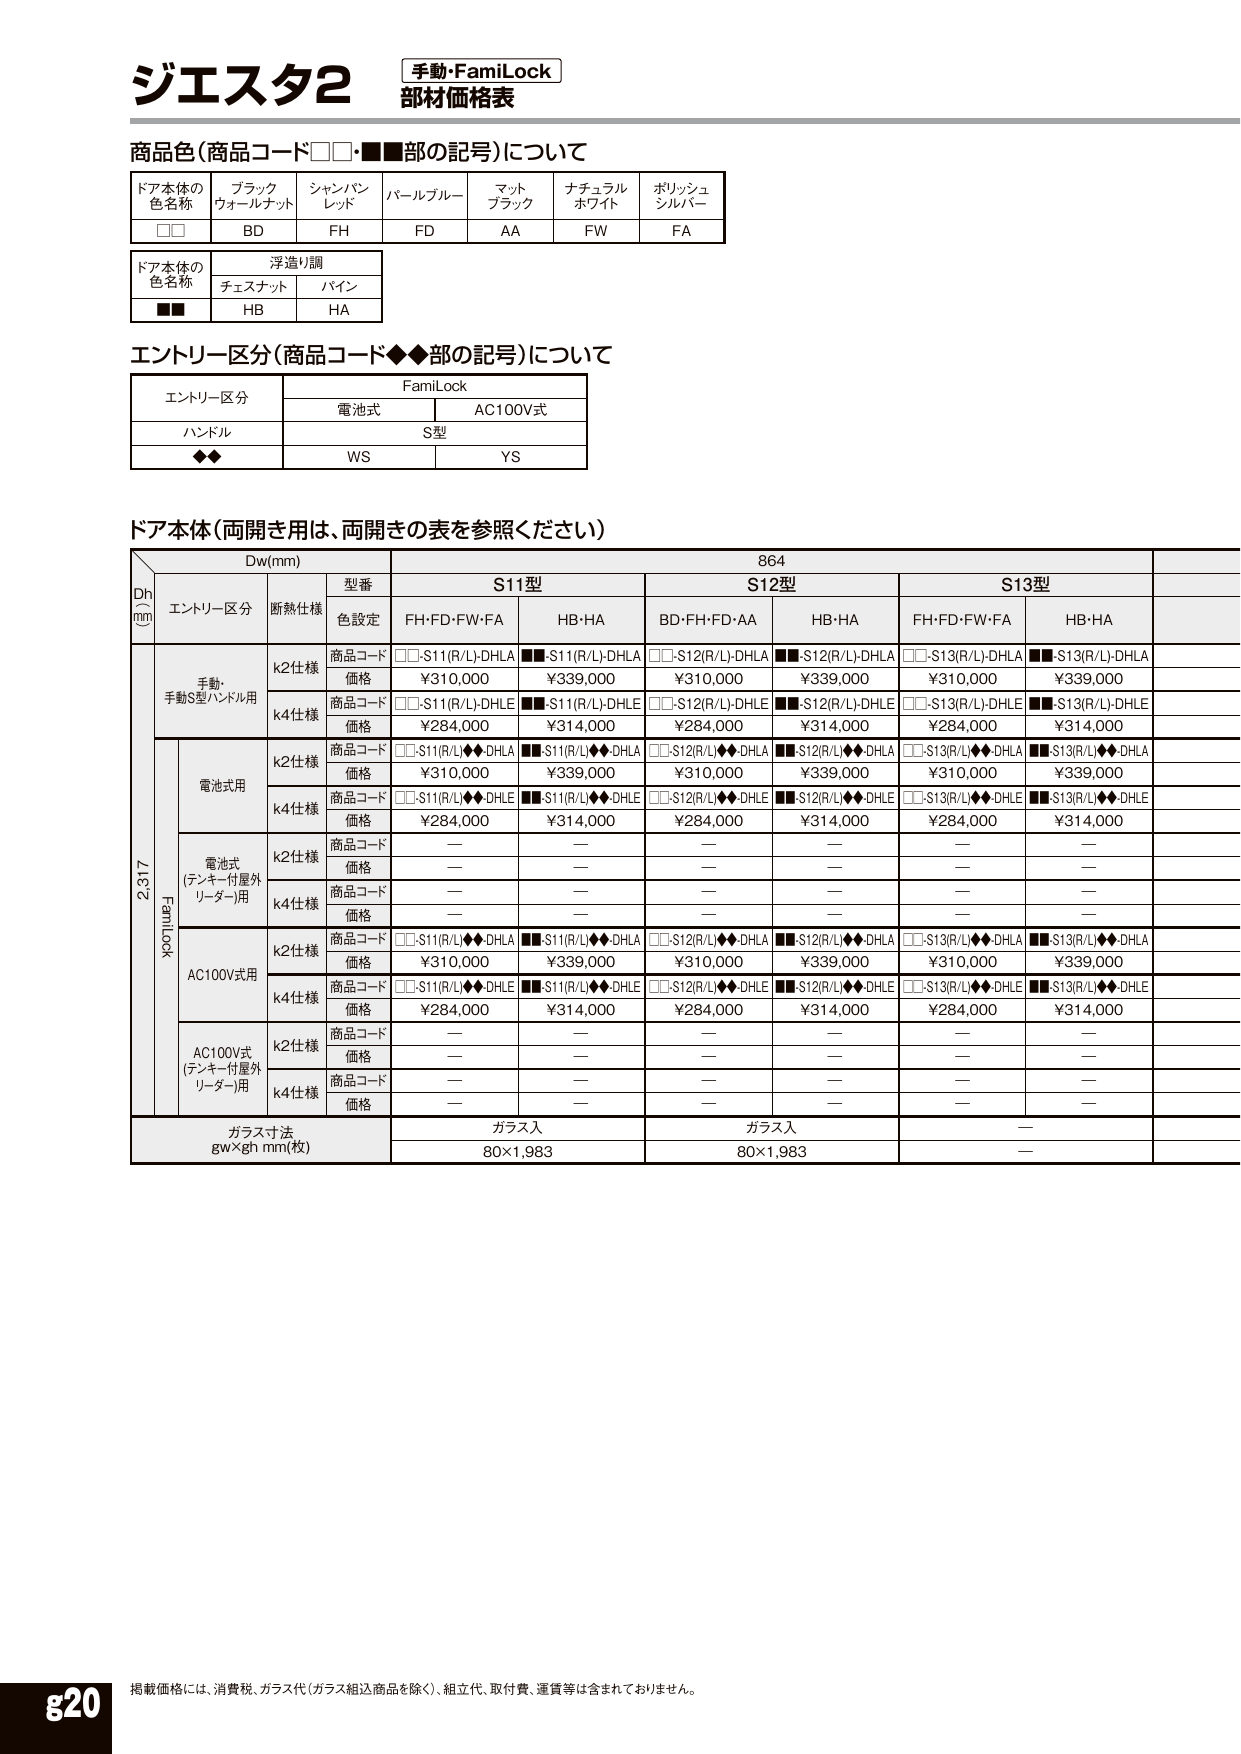 ジエスタ2
手動・FamiLock
部材価格表
商品色（商品コード□□・■■部の記号）について
ドア本体の色名称 ブラックウォールナット シャンパンレッド パールブルー マットブラック ナチュラルホワイト ポリッシュシルバー
□□ BD FH FD AA FW FA
ドア本体の色名称 浮造り調
チェスナット パイン
■■ HB HA
エントリー区分（商品コード◆◆部の記号）について
エントリー区分 FamiLock
電池式 AC100V式
ハンドル S型
◆◆ WS YS
ドア本体（両開き用は、両開きの表を参照ください）
Dw(mm) 864
Dh(mm) エントリー区分 断熱仕様 型番 S11型 S12型 S13型
色設定 FH・FD・FW・FA HB・HA BD・FH・FD・AA HB・HA FH・FD・FW・FA HB・HA
2,317 手動・手動S型ハンドル用 k2仕様 商品コード □□-S11(R/L)-DHLA ■■-S11(R/L)-DHLA □□-S12(R/L)-DHLA ■■-S12(R/L)-DHLA □□-S13(R/L)-DHLA ■■-S13(R/L)-DHLA
価格 ¥310,000 ¥339,000 ¥310,000 ¥339,000 ¥310,000 ¥339,000
k4仕様 商品コード □□-S11(R/L)-DHLE ■■-S11(R/L)-DHLE □□-S12(R/L)-DHLE ■■-S12(R/L)-DHLE □□-S13(R/L)-DHLE ■■-S13(R/L)-DHLE
価格 ¥284,000 ¥314,000 ¥284,000 ¥314,000 ¥284,000 ¥314,000
FamiLock 電池式用 k2仕様 商品コード □□-S11(R/L)◆◆-DHLA ■■-S11(R/L)◆◆-DHLA □□-S12(R/L)◆◆-DHLA ■■-S12(R/L)◆◆-DHLA □□-S13(R/L)◆◆-DHLA ■■-S13(R/L)◆◆-DHLA
価格 ¥310,000 ¥339,000 ¥310,000 ¥339,000 ¥310,000 ¥339,000
k4仕様 商品コード □□-S11(R/L)◆◆-DHLE ■■-S11(R/L)◆◆-DHLE □□-S12(R/L)◆◆-DHLE ■■-S12(R/L)◆◆-DHLE □□-S13(R/L)◆◆-DHLE ■■-S13(R/L)◆◆-DHLE
価格 ¥284,000 ¥314,000 ¥284,000 ¥314,000 ¥284,000 ¥314,000
電池式(テンキー付屋外リーダー)用 k2仕様 商品コード — — — — — —
価格 — — — — — —
k4仕様 商品コード — — — — — —
価格 — — — — — —
AC100V式用 k2仕様 商品コード □□-S11(R/L)◆◆-DHLA ■■-S11(R/L)◆◆-DHLA □□-S12(R/L)◆◆-DHLA ■■-S12(R/L)◆◆-DHLA □□-S13(R/L)◆◆-DHLA ■■-S13(R/L)◆◆-DHLA
価格 ¥310,000 ¥339,000 ¥310,000 ¥339,000 ¥310,000 ¥339,000
k4仕様 商品コード □□-S11(R/L)◆◆-DHLE ■■-S11(R/L)◆◆-DHLE □□-S12(R/L)◆◆-DHLE ■■-S12(R/L)◆◆-DHLE □□-S13(R/L)◆◆-DHLE ■■-S13(R/L)◆◆-DHLE
価格 ¥284,000 ¥314,000 ¥284,000 ¥314,000 ¥284,000 ¥314,000
AC100V式(テンキー付屋外リーダー)用 k2仕様 商品コード — — — — — —
価格 — — — — — —
k4仕様 商品コード — — — — — —
価格 — — — — — —
ガラス寸法 gw×gh mm(枚) ガラス入 ガラス入 —
80×1,983 80×1,983 —
掲載価格には、消費税、ガラス代（ガラス組込商品を除く）、組立代、取付費、運賃等は含まれておりません。
g20